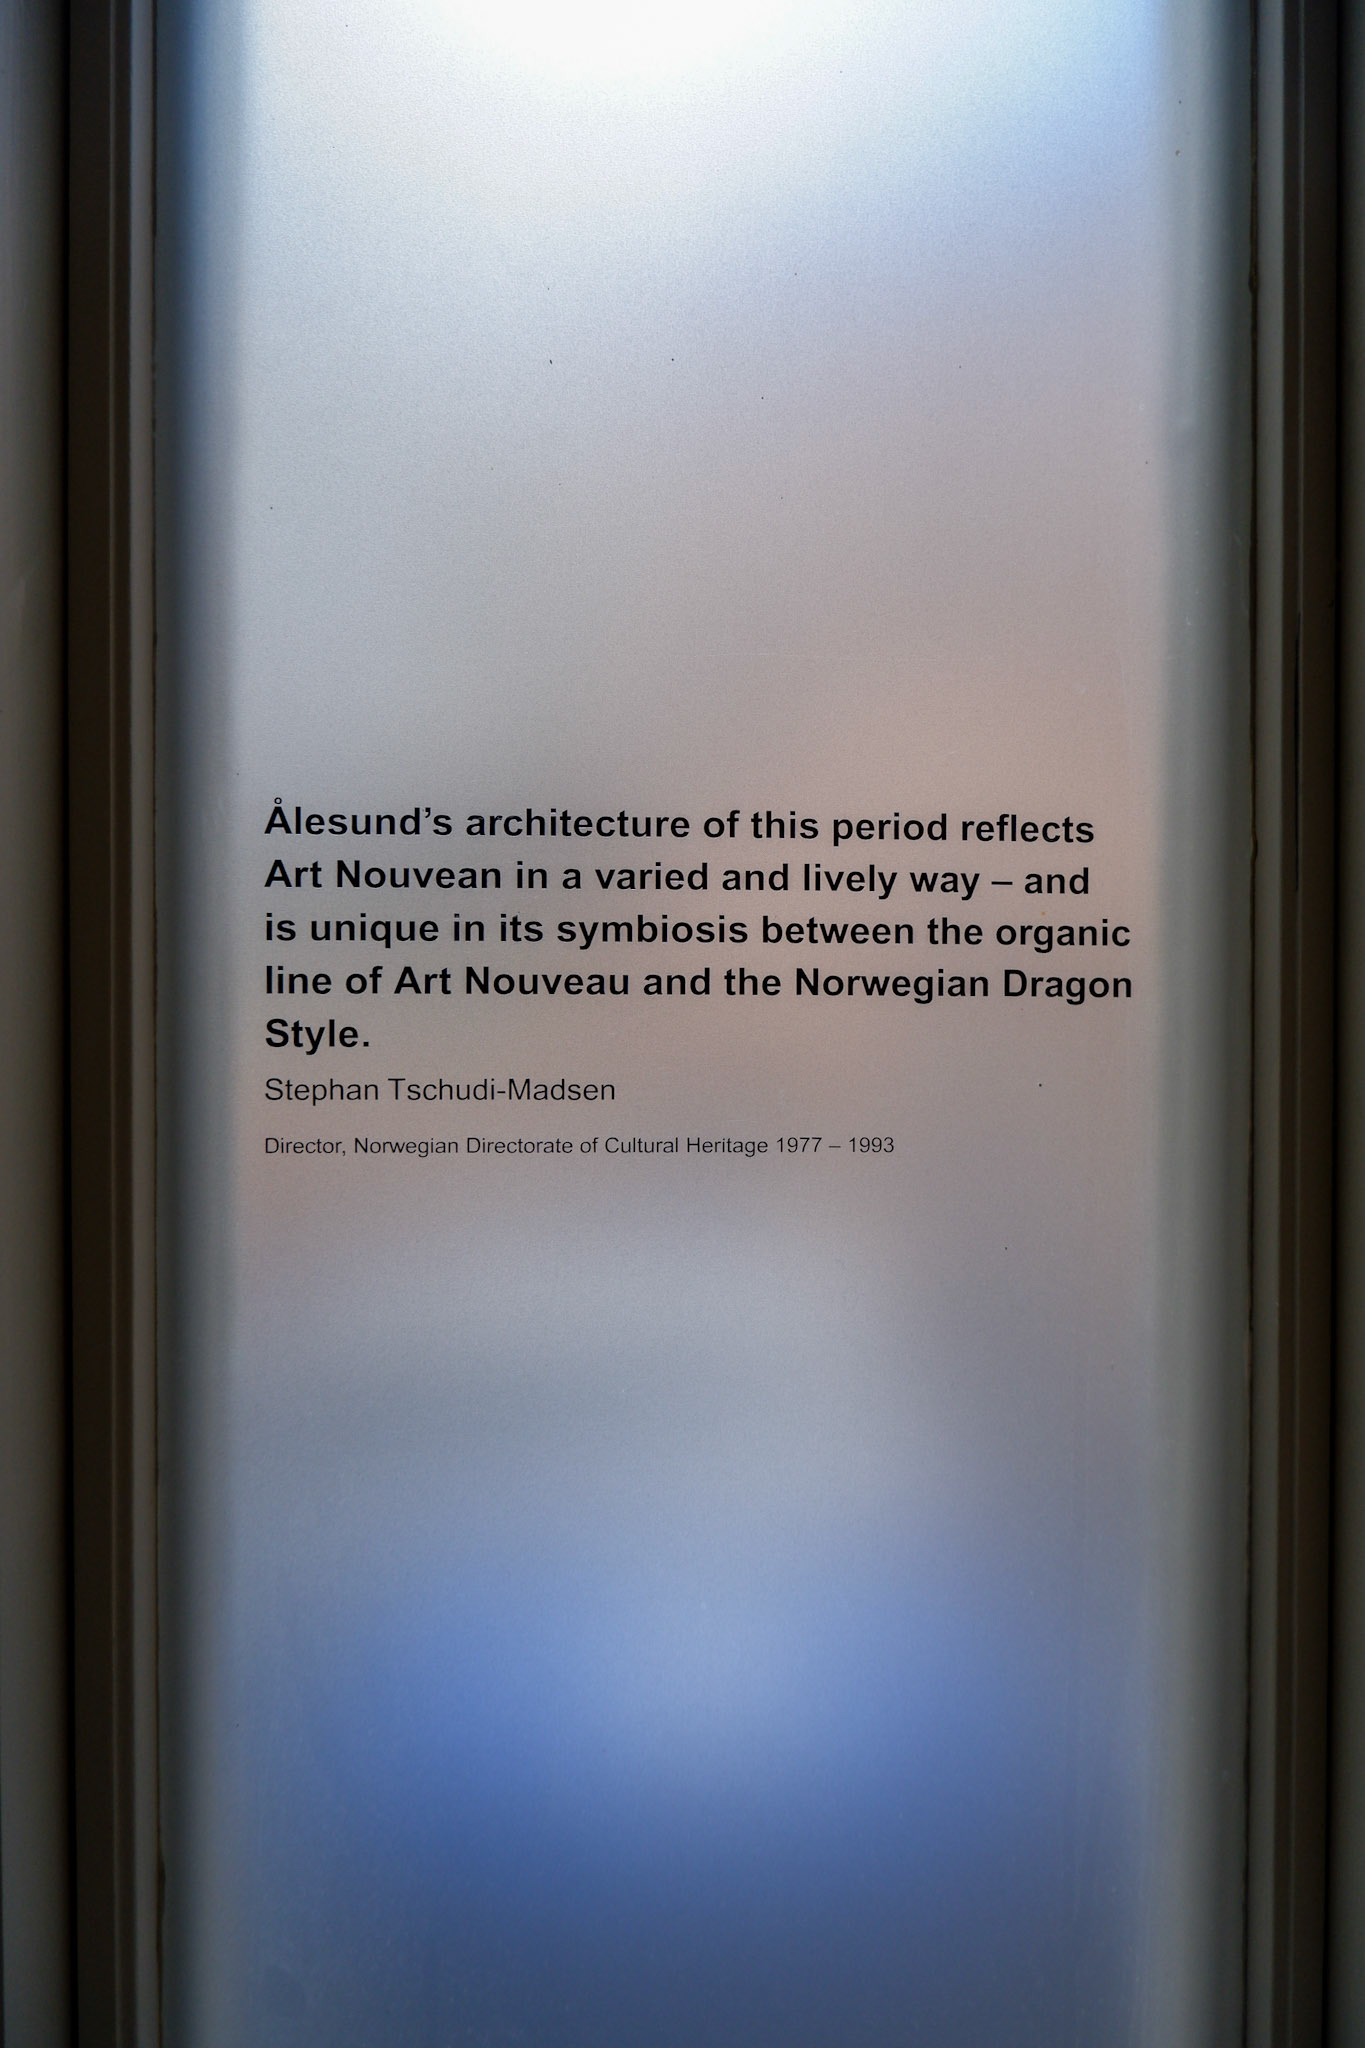 Ålesund’s architecture of this period reflects
Art Nouvean in a varied and lively way – and
is unique in its symbiosis between the organic
line of Art Nouveau and the Norwegian Dragon
Style.
Stephan Tschudi-Madsen
Director, Norwegian Directorate of Cultural Heritage 1977 – 1993